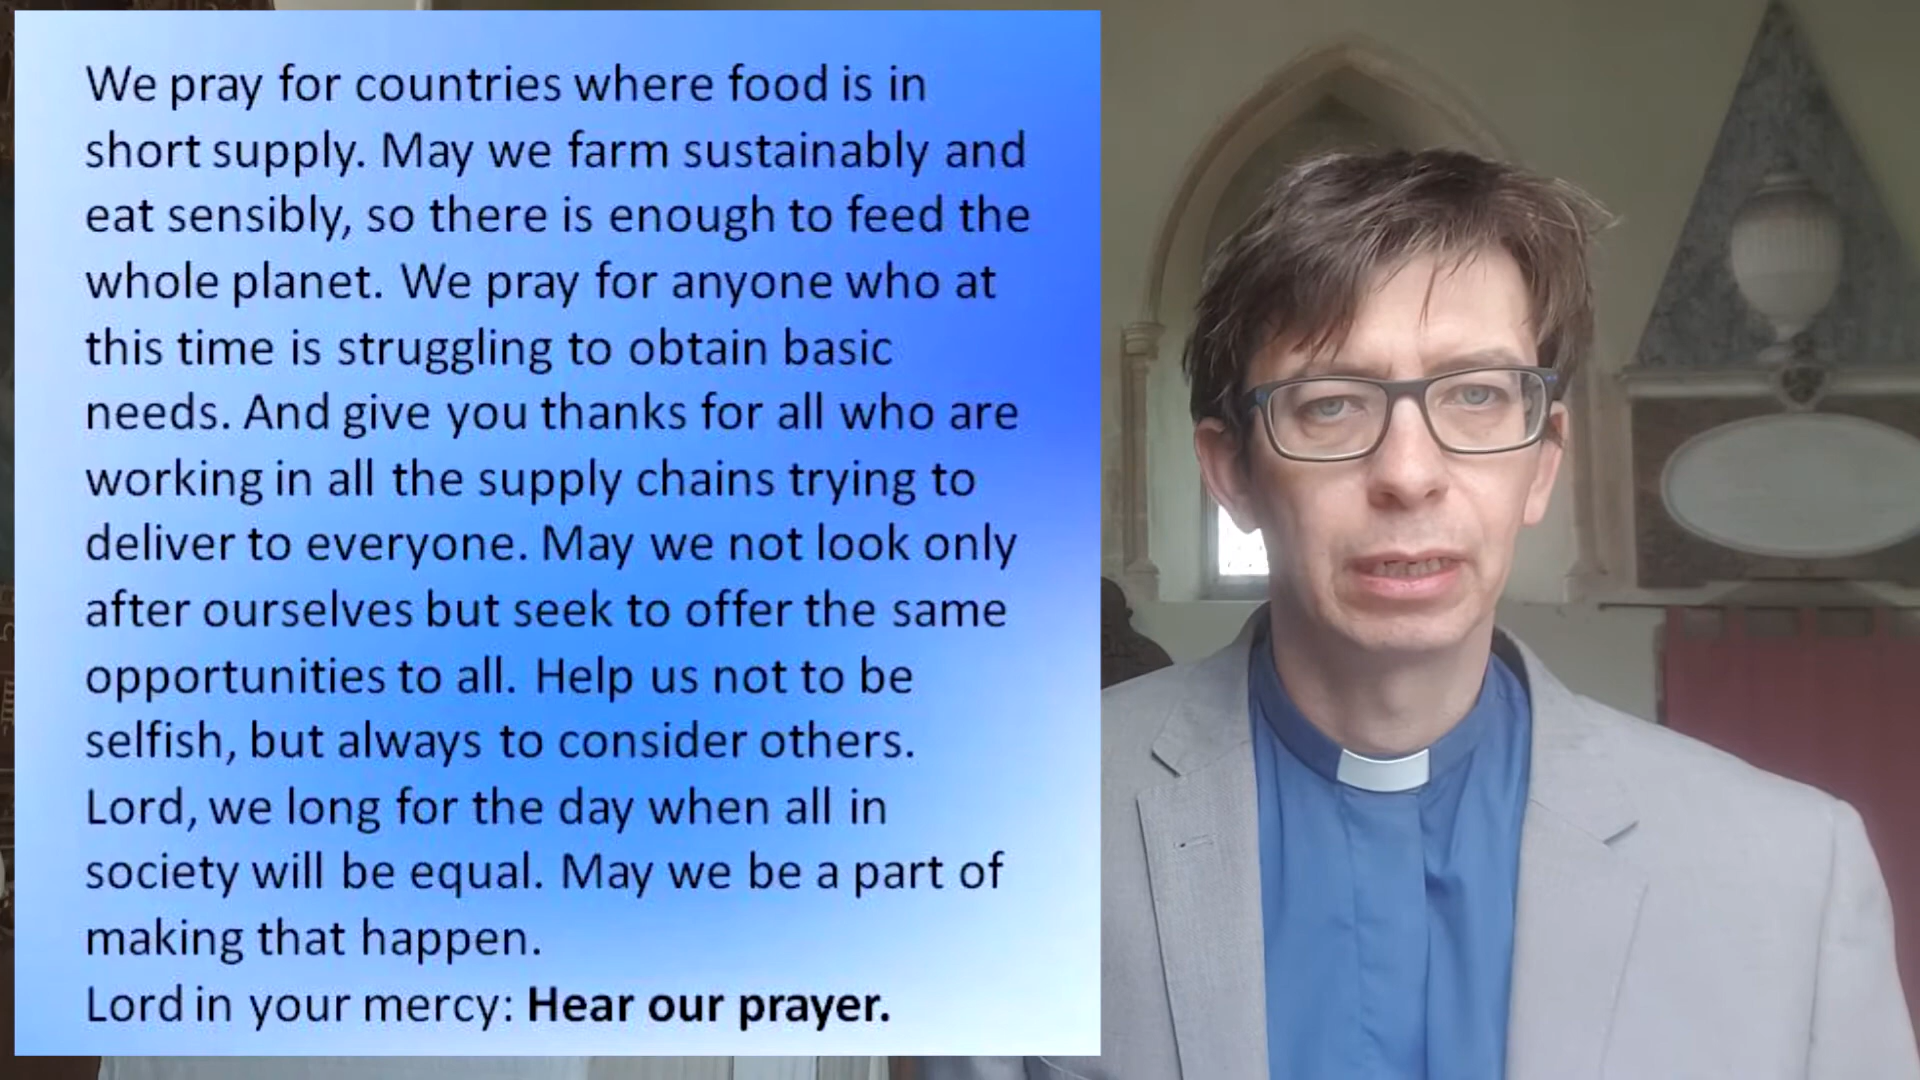 We pray for countries where food is in
short supply. May we farm sustainably and
eat sensibly, so there is enough to feed the
whole planet. We pray for anyone who at
this time is struggling to obtain basic
needs. And give you thanks for all who are
working in all the supply chains trying to
deliver to everyone. May we not look only
after ourselves but seek to offer the same
opportunities to all. Help us not to be
selfish, but always to consider others.
Lord, we long for the day when all in
society will be equal. May we be a part of
making that happen.
Lord in your mercy: Hear our prayer.